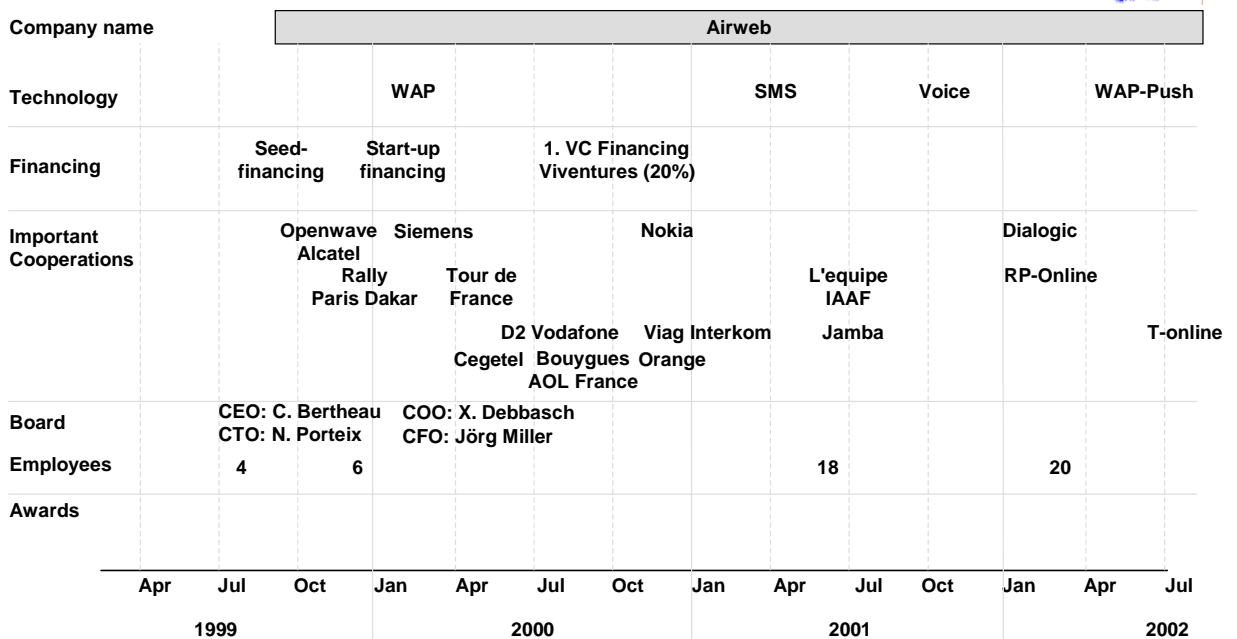 Company name
Airweb
Technology
WAP
SMS
Voice
WAP-Push
Financing
Seed-
financing
Start-up
financing
1. VC Financing
Viventures (20%)
Important
Cooperations
Openwave
Siemens
Nokia
Dialogic
Alcatel
Rally
Paris Dakar
Tour de
France
L'equipe
IAAF
RP-Online
D2 Vodafone
Viag Interkom
Jamba
T-online
Cegetel
Bouygues
Orange
AOL France
Board
CEO: C. Bertheau
CTO: N. Porteix
COO: X. Debbasch
CFO: Jörg Miller
Employees
4
6
18
20
Awards
Apr Jul Oct Jan Apr Jul Oct Jan Apr Jul Oct Jan Apr Jul
1999 2000 2001 2002